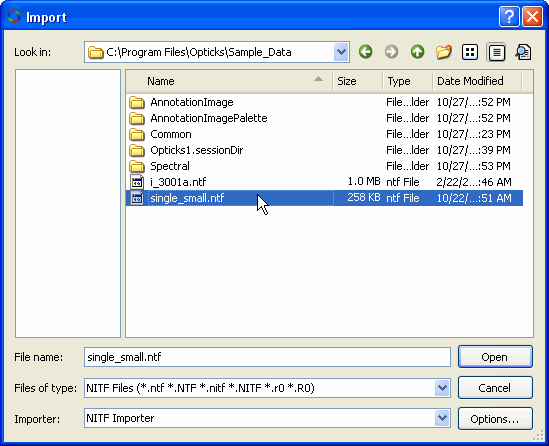 Import
Look in: C:\Program Files\Opticks\Sample_Data
Name Size Type Date Modified
AnnotationImage File...lder 10/27/...:52 PM
AnnotationImagePalette File...lder 10/27/...:52 PM
Common File...lder 10/27/...:23 PM
Opticks1.sessionDir File...lder 10/27/...:39 PM
Spectral File...lder 10/27/...:53 PM
i_3001a.ntf 1.0 MB ntf File 2/22/2...:46 AM
single_small.ntf 258 KB ntf File 10/22/...:51 AM
File name: single_small.ntf Open
Files of type: NITF Files (*.ntf *.NTF *.nitf *.NITF *.r0 *.R0) Cancel
Importer: NITF Importer Options...